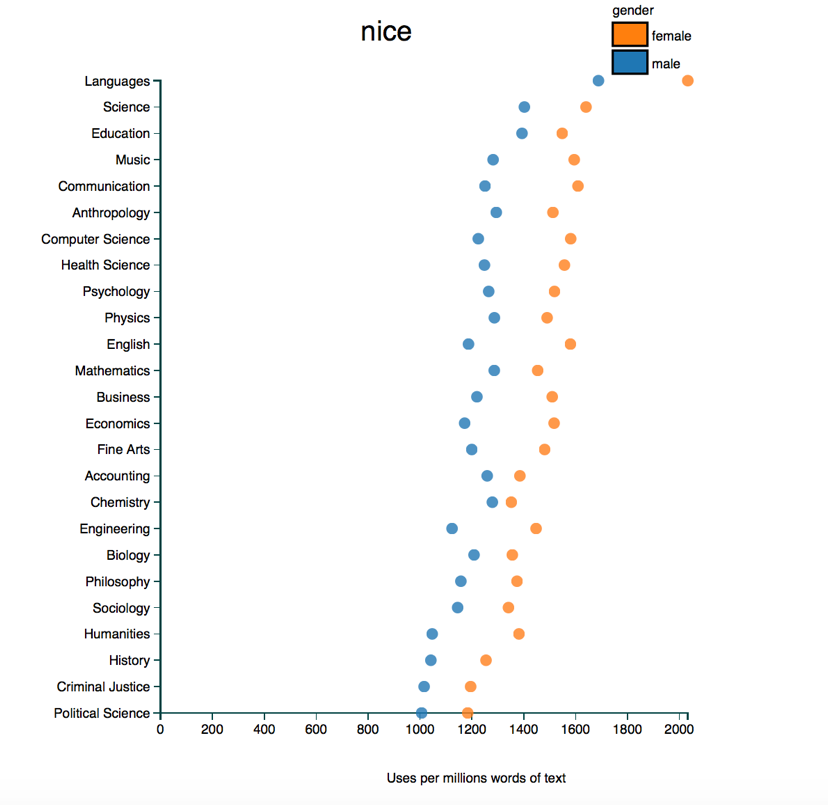 nice
gender
female
male
Languages
Science
Education
Music
Communication
Anthropology
Computer Science
Health Science
Psychology
Physics
English
Mathematics
Business
Economics
Fine Arts
Accounting
Chemistry
Engineering
Biology
Philosophy
Sociology
Humanities
History
Criminal Justice
Political Science
0 200 400 600 800 1000 1200 1400 1600 1800 2000
Uses per millions words of text